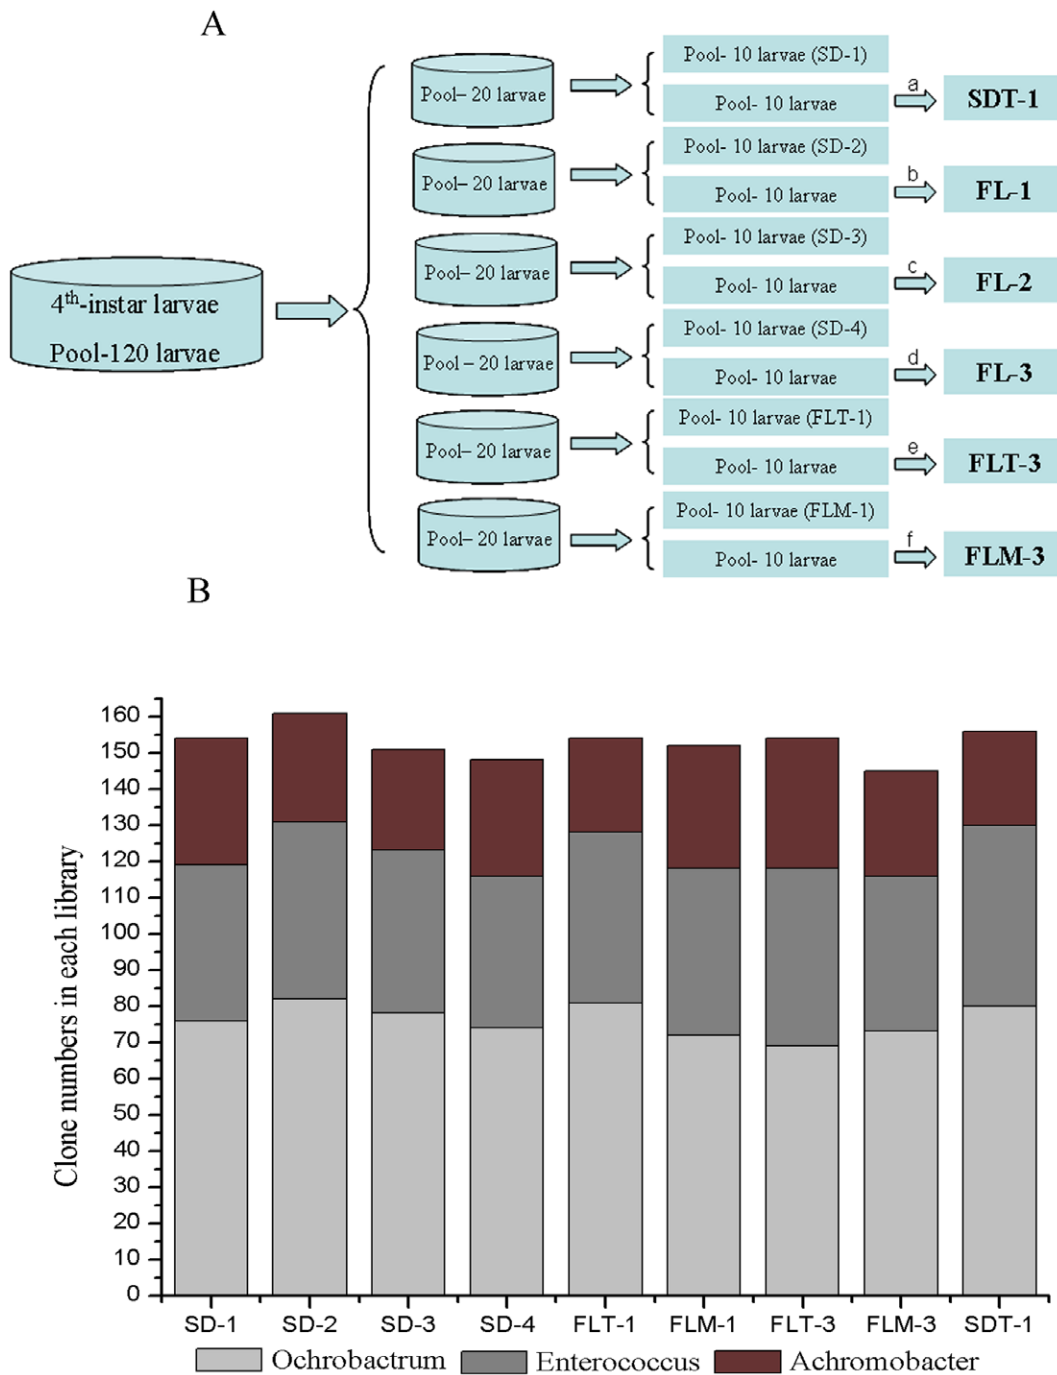 A
4th-instar larvae
Pool-120 larvae
Pool– 20 larvae
Pool- 10 larvae (SD-1)
Pool- 10 larvae
a
SDT-1
Pool– 20 larvae
Pool- 10 larvae (SD-2)
Pool- 10 larvae
b
FL-1
Pool– 20 larvae
Pool- 10 larvae (SD-3)
Pool- 10 larvae
c
FL-2
Pool – 20 larvae
Pool- 10 larvae (SD-4)
Pool- 10 larvae
d
FL-3
Pool– 20 larvae
Pool- 10 larvae (FLT-1)
Pool- 10 larvae
e
FLT-3
Pool– 20 larvae
Pool- 10 larvae (FLM-1)
Pool- 10 larvae
f
FLM-3
B
Clone numbers in each library
160
150
140
130
120
110
100
90
80
70
60
50
40
30
20
10
0
SD-1 SD-2 SD-3 SD-4 FLT-1 FLM-1 FLT-3 FLM-3 SDT-1
Ochrobactrum Enterococcus Achromobacter